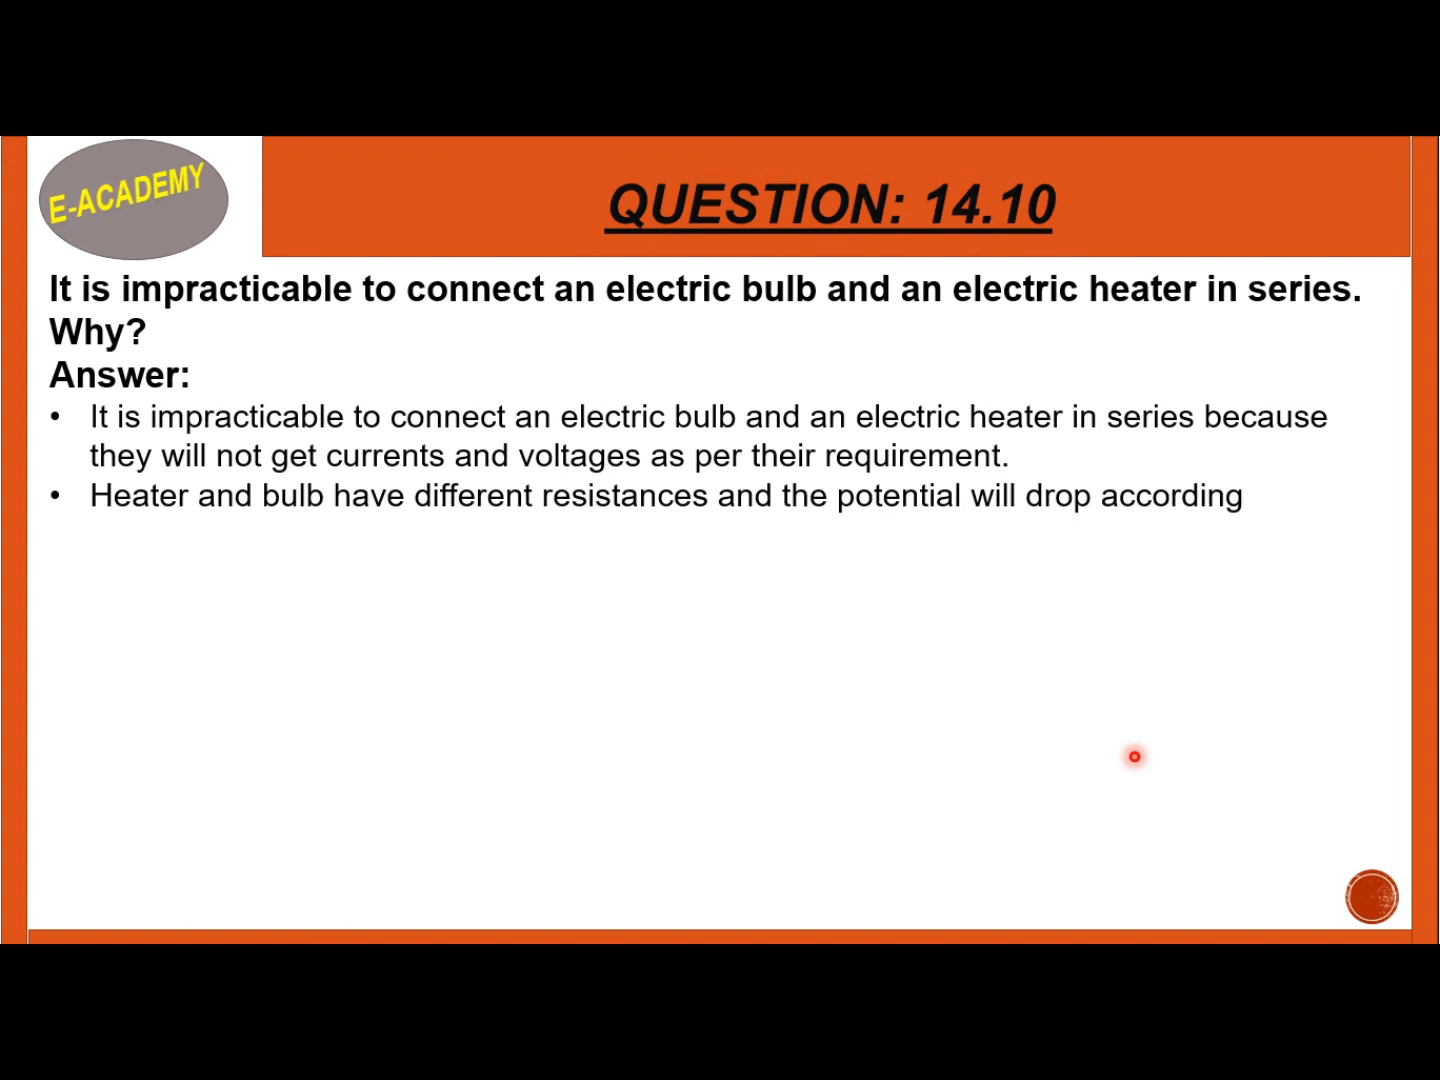 E-ACADEMY
QUESTION: 14.10
It is impracticable to connect an electric bulb and an electric heater in series.
Why?
Answer:
• It is impracticable to connect an electric bulb and an electric heater in series because
they will not get currents and voltages as per their requirement.
• Heater and bulb have different resistances and the potential will drop according